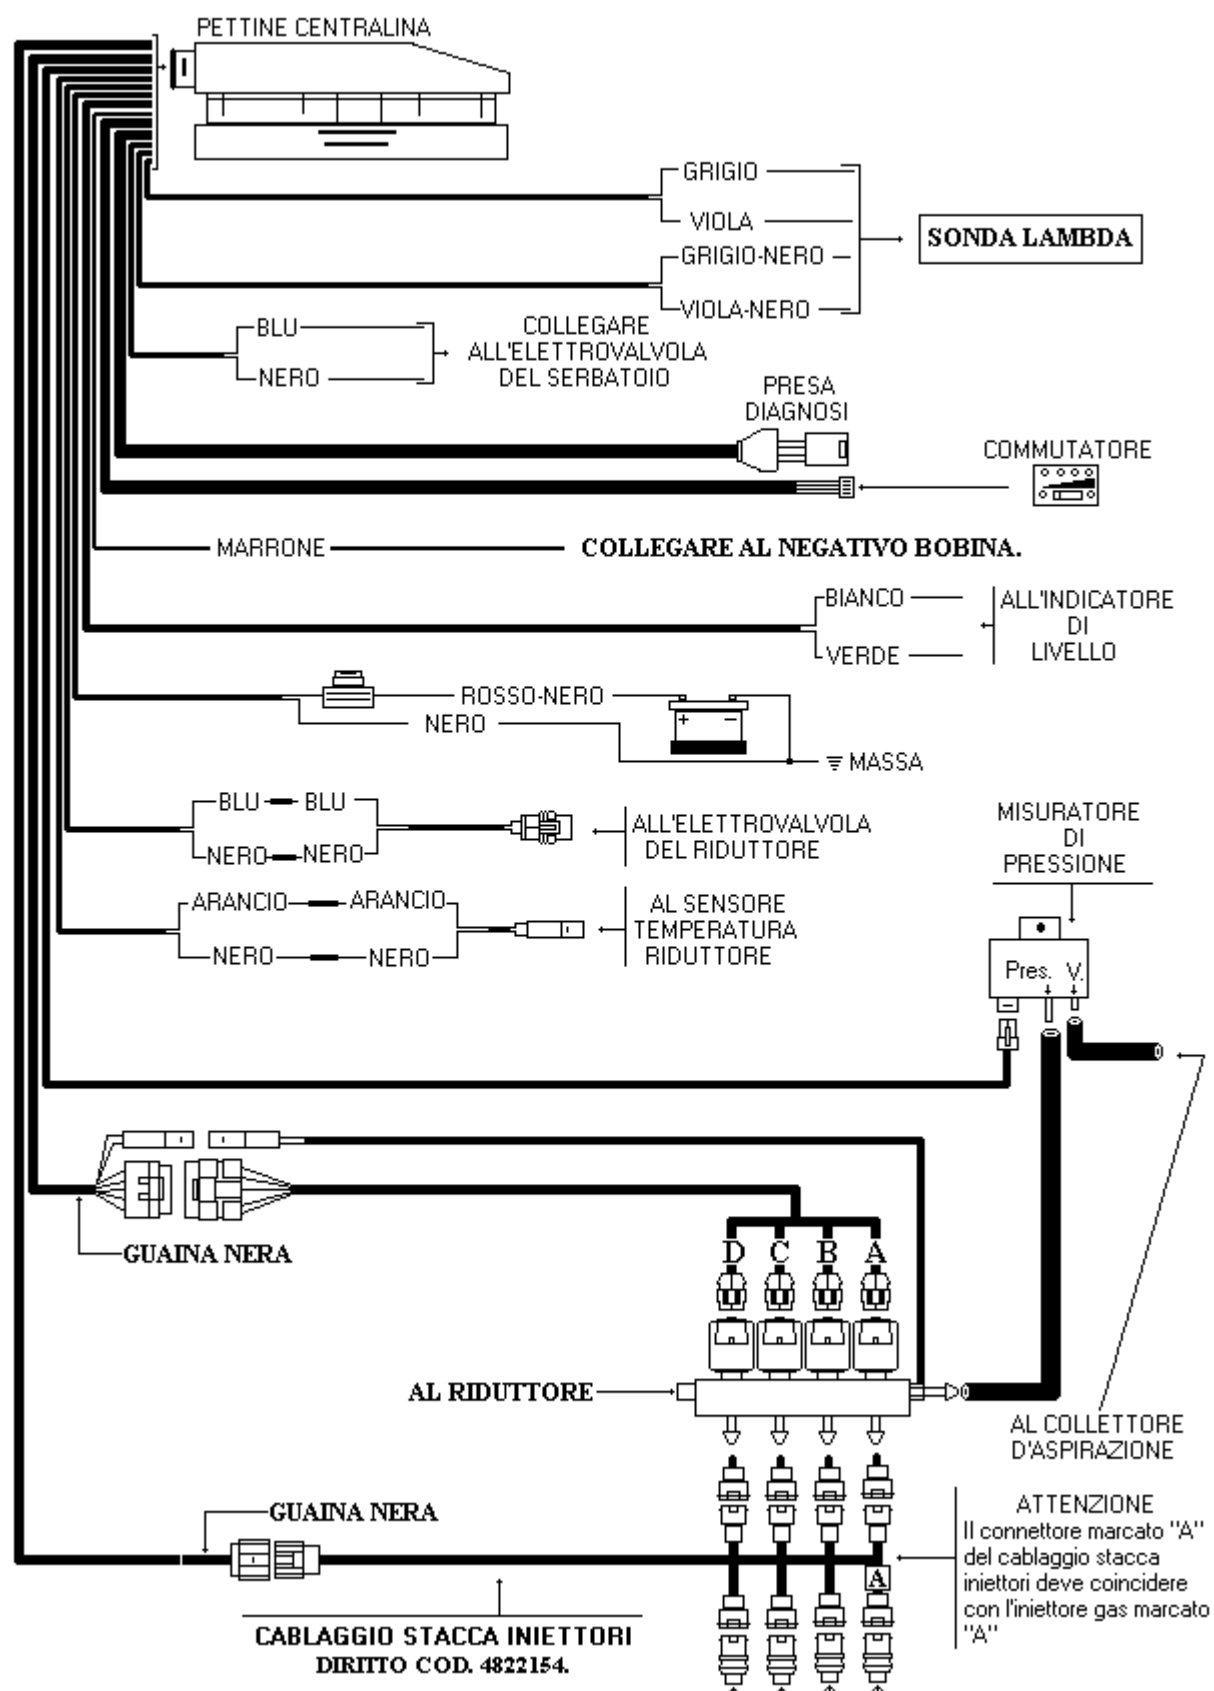 PETTINE CENTRALINA
GRIGIO
VIOLA
GRIGIO-NERO
VIOLA-NERO
SONDA LAMBDA
BLU
NERO
COLLEGARE
ALL'ELETTROVALVOLA
DEL SERBATOIO
PRESA
DIAGNOSI
COMMUTATORE
MARRONE
COLLEGARE AL NEGATIVO BOBINA.
BIANCO
VERDE
ALL'INDICATORE
DI
LIVELLO
ROSSO-NERO
NERO
+ −
MASSA
BLU BLU
NERO NERO
ALL'ELETTROVALVOLA
DEL RIDUTTORE
MISURATORE
DI
PRESSIONE
ARANCIO ARANCIO
NERO NERO
AL SENSORE
TEMPERATURA
RIDUTTORE
Pres. V.
GUAINA NERA
D C B A
AL RIDUTTORE
AL COLLETTORE
D'ASPIRAZIONE
GUAINA NERA
A
ATTENZIONE
Il connettore marcato "A"
del cablaggio stacca
iniettori deve coincidere
con l'iniettore gas marcato
"A"
CABLAGGIO STACCA INIETTORI
DIRITTO COD. 4822154.